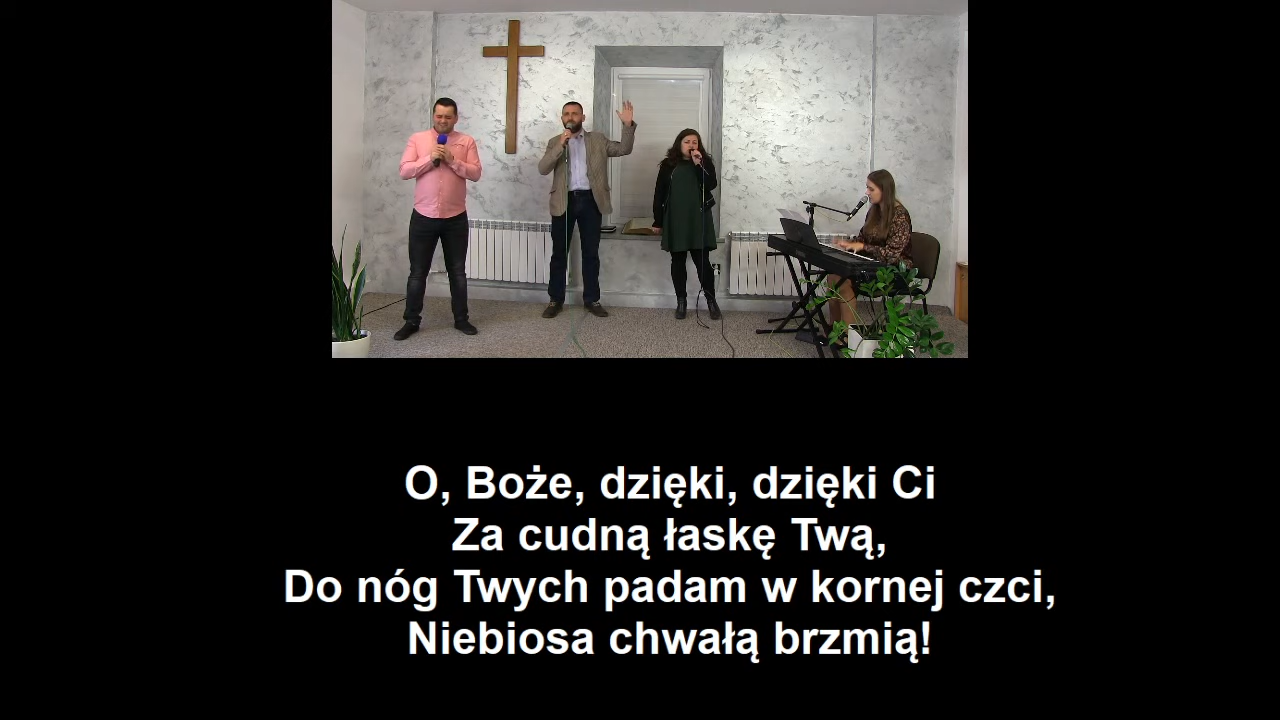 O, Boże, dzięki, dzięki Ci
Za cudną łaskę Twą,
Do nóg Twych padam w kornej czci,
Niebiosa chwałą brzmią!